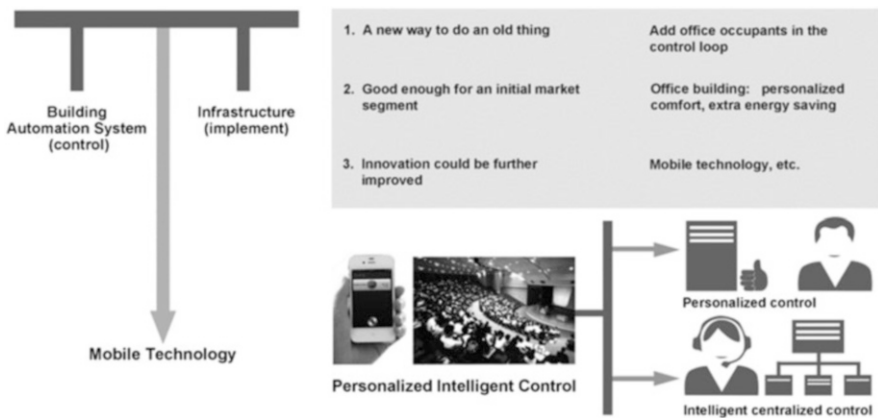 Building
Automation System
(control)
Infrastructure
(implement)
Mobile Technology
1. A new way to do an old thing
Add office occupants in the
control loop
2. Good enough for an initial market
segment
Office building: personalized
comfort, extra energy saving
3. Innovation could be further
improved
Mobile technology, etc.
Personalized Intelligent Control
Personalized control
Intelligent centralized control